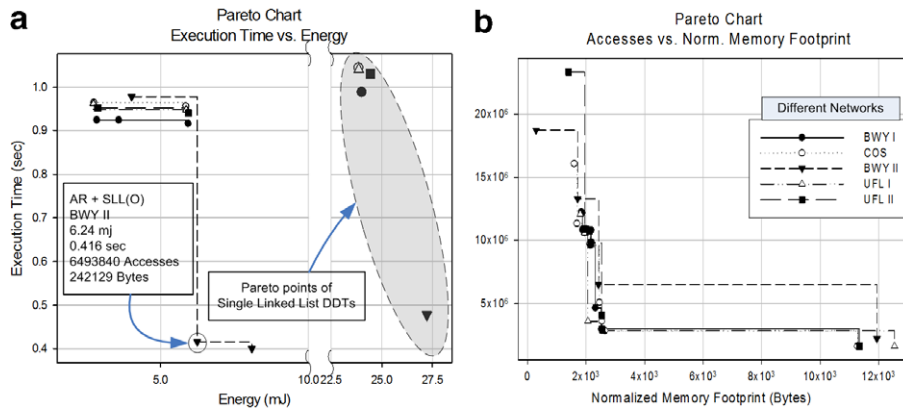 a
Pareto Chart
Execution Time vs. Energy
1.0
0.9
0.8
0.7
0.6
0.5
0.4
Execution Time (sec)
AR + SLL(O)
BWY II
6.24 mj
0.416 sec
6493840 Accesses
242129 Bytes
Pareto points of
Single Linked List DDTs
5.0
10.0
22.5
25.0
27.5
Energy (mJ)
b
Pareto Chart
Accesses vs. Norm. Memory Footprint
20x10⁶
15x10⁶
10x10⁶
5x10⁶
Different Networks
BWY I
COS
BWY II
UFL I
UFL II
0
2x10³
4x10³
6x10³
8x10³
10x10³
12x10³
Normalized Memory Footprint (Bytes)